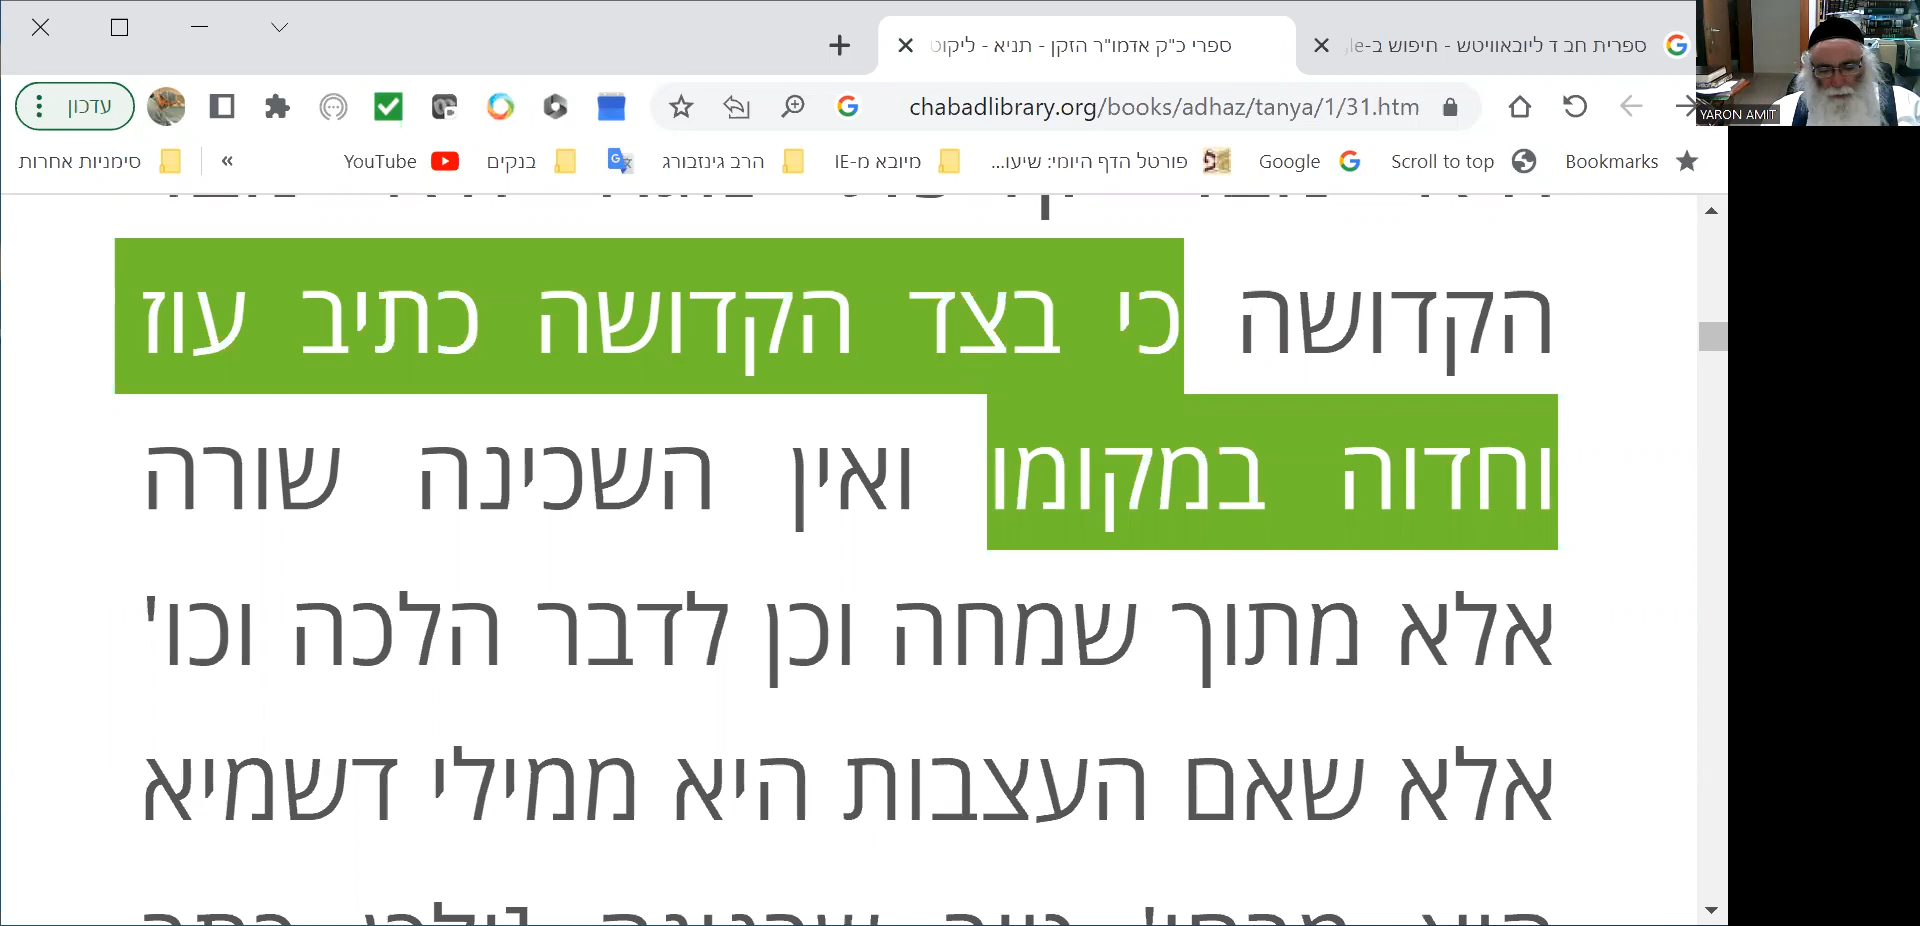 ספרית חב ד ליובאוויטש - חיפוש ב-le
ספרי כ"ק אדמו"ר הזקן - תניא - ליקוט
YARON AMIT
chabadlibrary.org/books/adhaz/tanya/1/31.htm
עדכון
Bookmarks
Scroll to top
Google
פורטל הדף היומי: שיעו...
מיובא מ-IE
הרב גינזבורג
בנקים
YouTube
»
סימניות אחרות
הקדושה כי בצד הקדושה כתיב עוז
וחדוה במקומו ואין השכינה שורה
אלא מתוך שמחה וכן לדבר הלכה וכו'
אלא שאם העצבות היא ממילי דשמיא